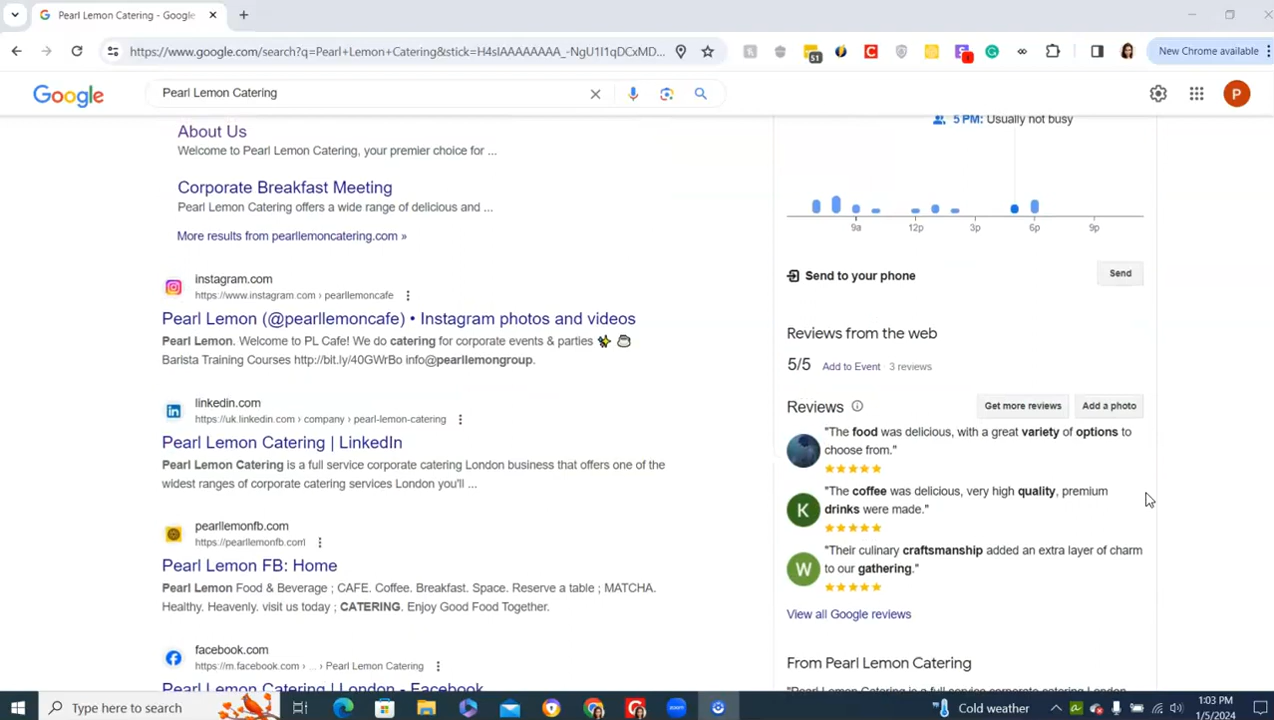 Pearl Lemon Catering - Google
New Chrome available
51
Google
Pearl Lemon Catering
P
About Us
Welcome to Pearl Lemon Catering, your premier choice for ...
Corporate Breakfast Meeting
Pearl Lemon Catering offers a wide range of delicious and ...
More results from pearllemoncatering.com »
instagram.com
https://www.instagram.com › pearllemoncafe
Pearl Lemon (@pearllemoncafe) • Instagram photos and videos
Pearl Lemon. Welcome to PL Cafe! We do catering for corporate events & parties ✨ ☕
Barista Training Courses http://bit.ly/40GWrBo info@pearllemongroup.
linkedin.com
https://uk.linkedin.com › company › pearl-lemon-catering
Pearl Lemon Catering | LinkedIn
Pearl Lemon Catering is a full service corporate catering London business that offers one of the
widest ranges of corporate catering services London you'll ...
pearllemonfb.com
https://pearllemonfb.com
Pearl Lemon FB: Home
Pearl Lemon Food & Beverage ; CAFE. Coffee. Breakfast. Space. Reserve a table ; MATCHA.
Healthy. Heavenly. visit us today ; CATERING. Enjoy Good Food Together.
facebook.com
https://m.facebook.com › ... › Pearl Lemon Catering
Pearl Lemon Catering | London - Facebook
5 PM: Usually not busy
9a 12p 3p 6p 9p
Send to your phone
Send
Reviews from the web
5/5 Add to Event 3 reviews
Reviews
Get more reviews
Add a photo
"The food was delicious, with a great variety of options to
choose from."
K
"The coffee was delicious, very high quality, premium
drinks were made."
W
"Their culinary craftsmanship added an extra layer of charm
to our gathering."
View all Google reviews
From Pearl Lemon Catering
"Pearl Lemon Catering is a full service corporate catering London
Type here to search
Cold weather
1:03 PM
1/5/2024